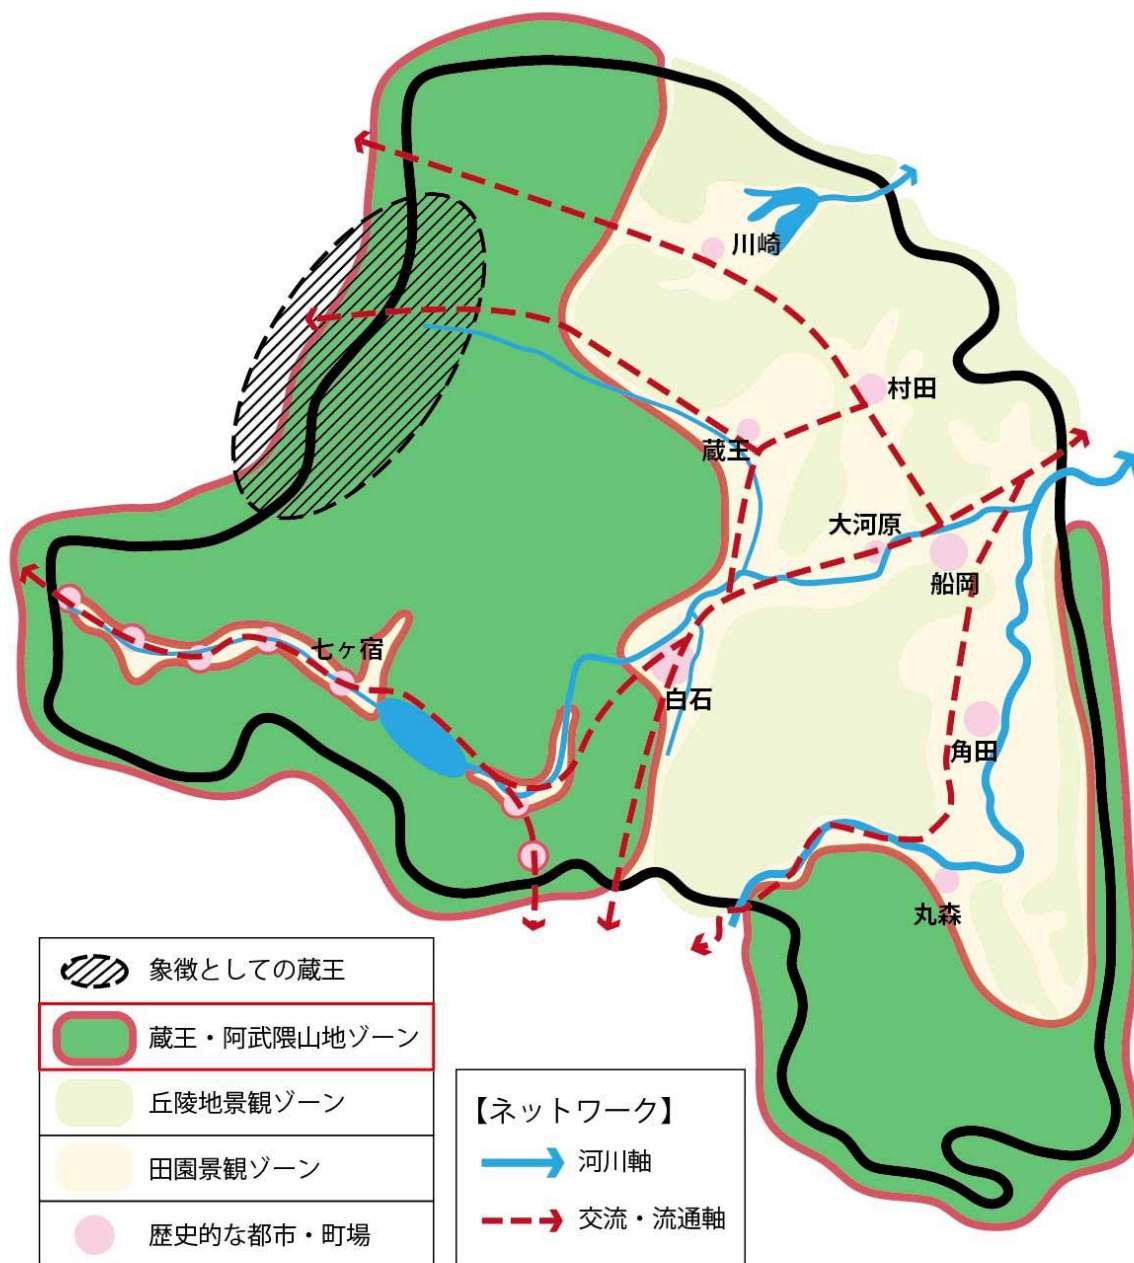 川崎
村田
蔵王
大河原
船岡
七ヶ宿
白石
角田
丸森
象徴としての蔵王
蔵王・阿武隈山地ゾーン
丘陵地景観ゾーン
田園景観ゾーン
歴史的な都市・町場
【ネットワーク】
河川軸
交流・流通軸